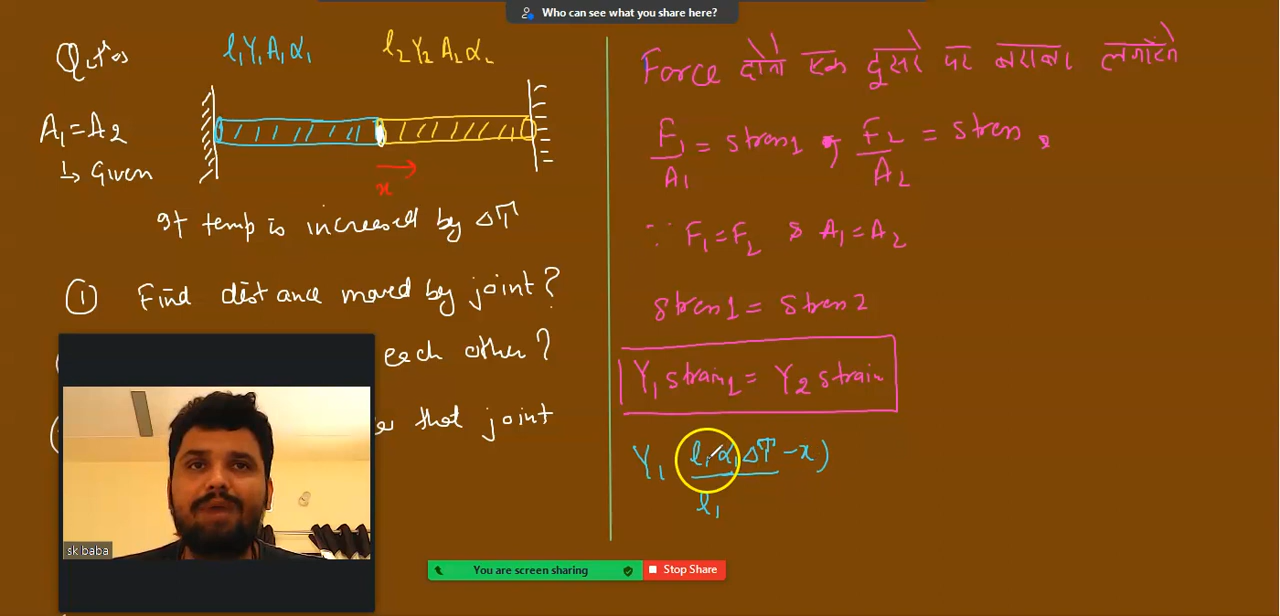 Who can see what you share here?
l₁Y₁A₁α₁ l₂Y₂A₂α₂
A₁ = A₂
↳ Given
x
If temp is increased by ΔT
① Find distance moved by joint?
each other?
that joint
Force दोनों एक दूसरे पर बराबर लगाएंगे
F₁/A₁ = stress1 & F₂/A₂ = stress 2
∵ F₁ = F₂ & A₁ = A₂
stress1 = stress2
Y₁ strain1 = Y₂ strain
Y₁ l₁α₁ΔT - x)
l₁
sk baba
You are screen sharing
Stop Share